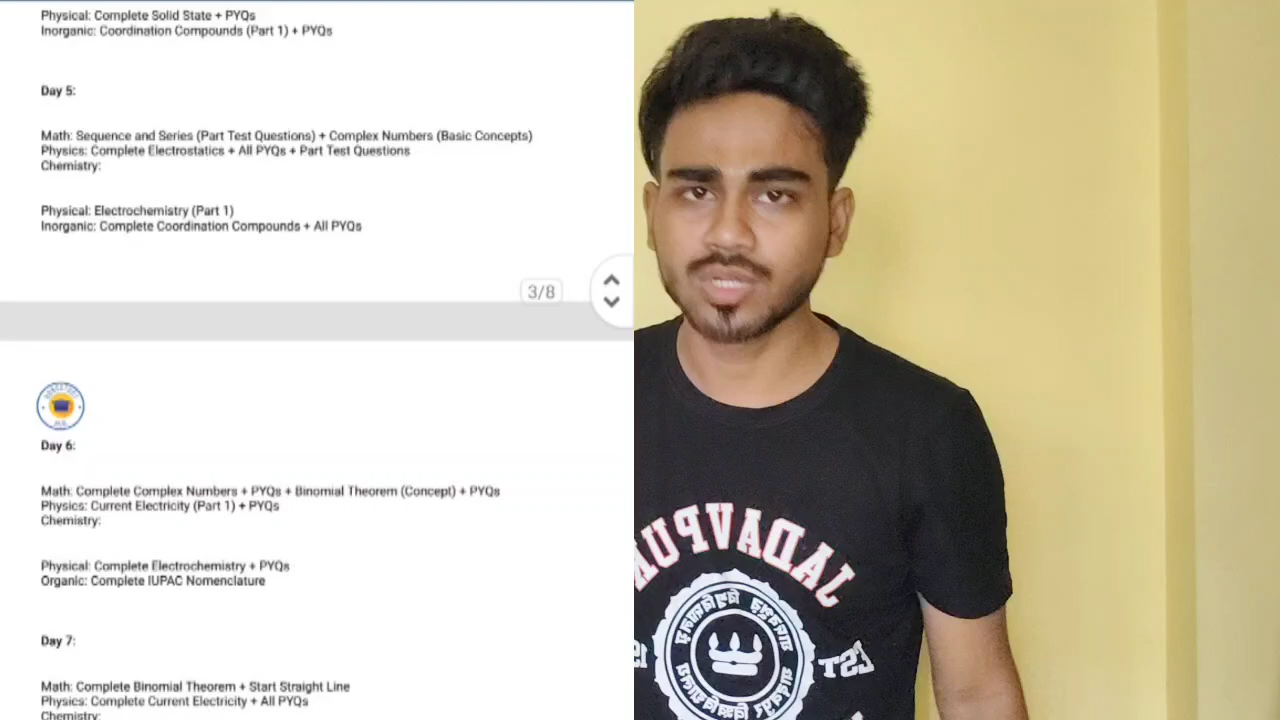 Physical: Complete Solid State + PYQs
Inorganic: Coordination Compounds (Part 1) + PYQs
Day 5:
Math: Sequence and Series (Part Test Questions) + Complex Numbers (Basic Concepts)
Physics: Complete Electrostatics + All PYQs + Part Test Questions
Chemistry:
Physical: Electrochemistry (Part 1)
Inorganic: Complete Coordination Compounds + All PYQs
3/8
Day 6:
Math: Complete Complex Numbers + PYQs + Binomial Theorem (Concept) + PYQs
Physics: Current Electricity (Part 1) + PYQs
Chemistry:
Physical: Complete Electrochemistry + PYQs
Organic: Complete IUPAC Nomenclature
Day 7:
Math: Complete Binomial Theorem + Start Straight Line
Physics: Complete Current Electricity + All PYQs
Chemistry:
JADAVPUR
EST
19